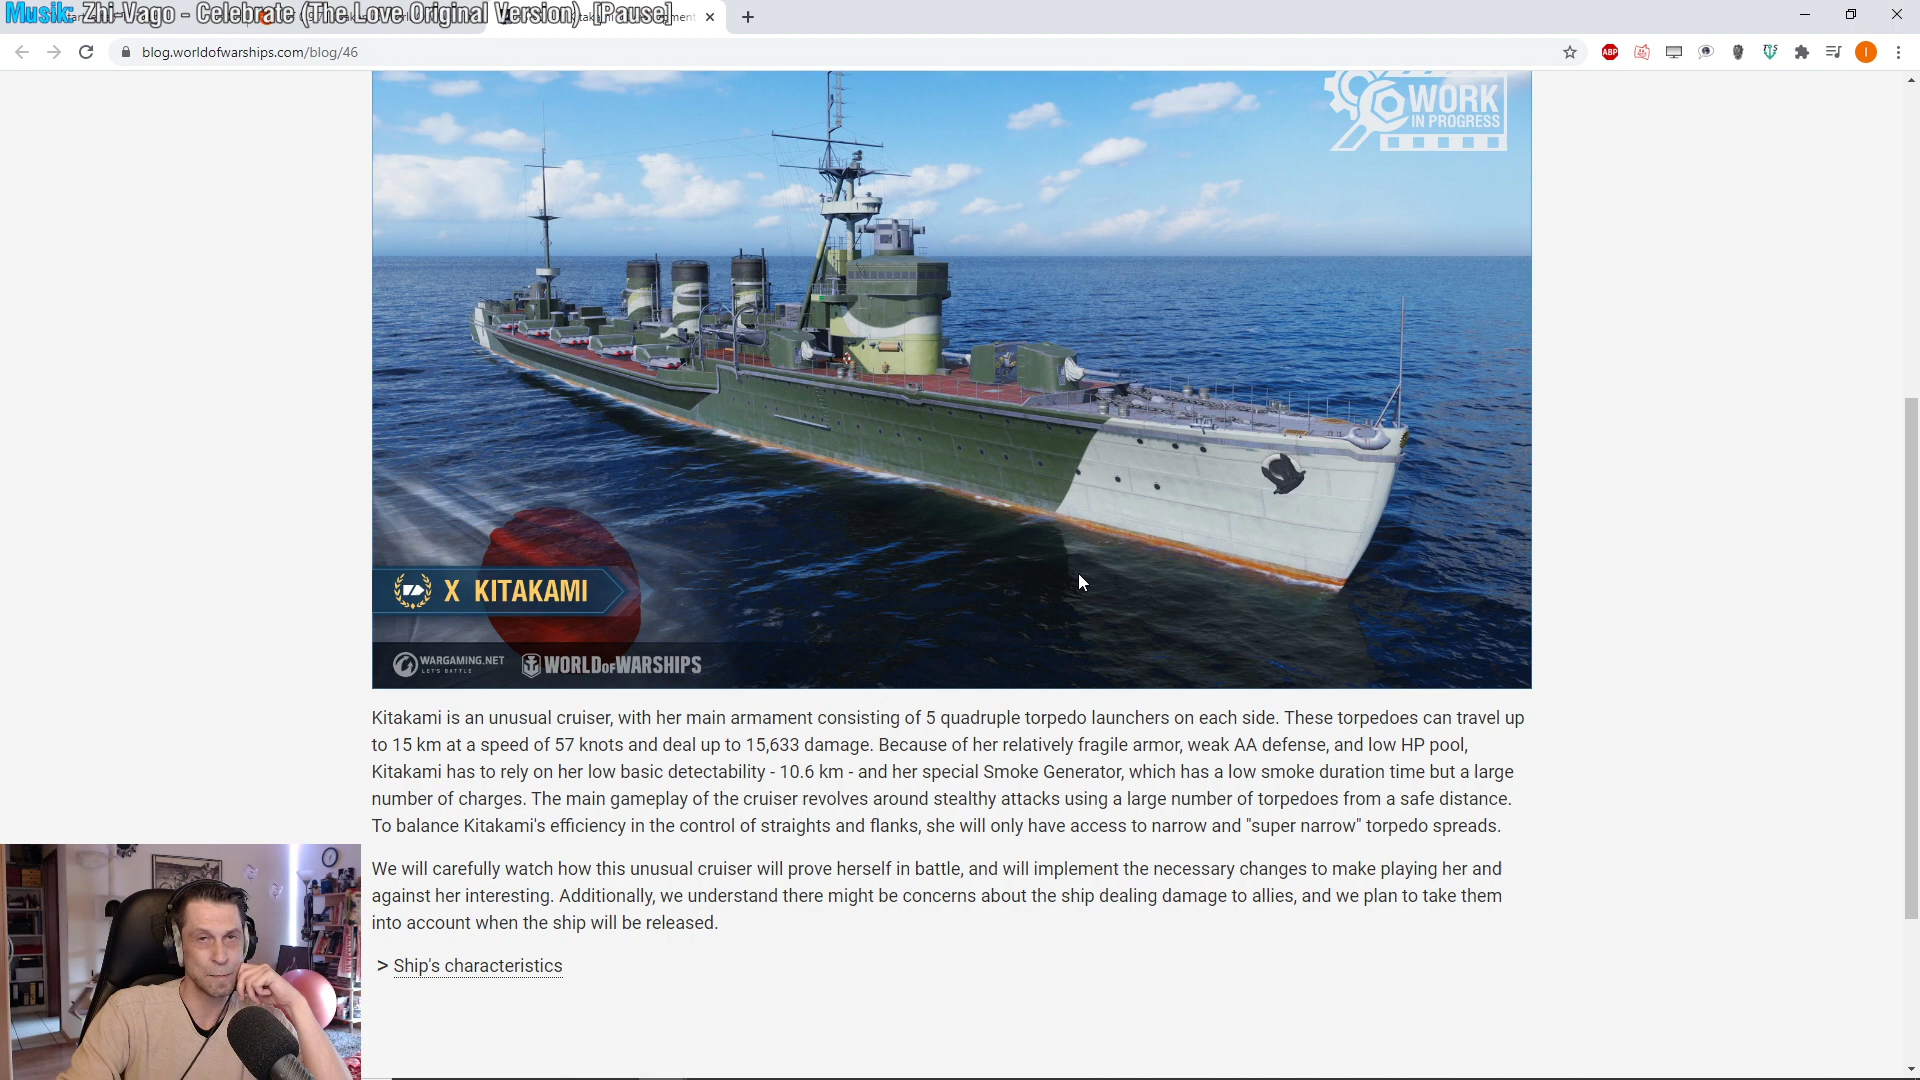 Musik: Zhi-Vago - Celebrate (The Love Original Version) [Pause]
blog.worldofwarships.com/blog/46
ABP
I
WORK
IN PROGRESS
X KITAKAMI
WARGAMING.NET
LET'S BATTLE
WORLD OF WARSHIPS
Kitakami is an unusual cruiser, with her main armament consisting of 5 quadruple torpedo launchers on each side. These torpedoes can travel up
to 15 km at a speed of 57 knots and deal up to 15,633 damage. Because of her relatively fragile armor, weak AA defense, and low HP pool,
Kitakami has to rely on her low basic detectability - 10.6 km - and her special Smoke Generator, which has a low smoke duration time but a large
number of charges. The main gameplay of the cruiser revolves around stealthy attacks using a large number of torpedoes from a safe distance.
To balance Kitakami's efficiency in the control of straights and flanks, she will only have access to narrow and "super narrow" torpedo spreads.
We will carefully watch how this unusual cruiser will prove herself in battle, and will implement the necessary changes to make playing her and
against her interesting. Additionally, we understand there might be concerns about the ship dealing damage to allies, and we plan to take them
into account when the ship will be released.
> Ship's characteristics